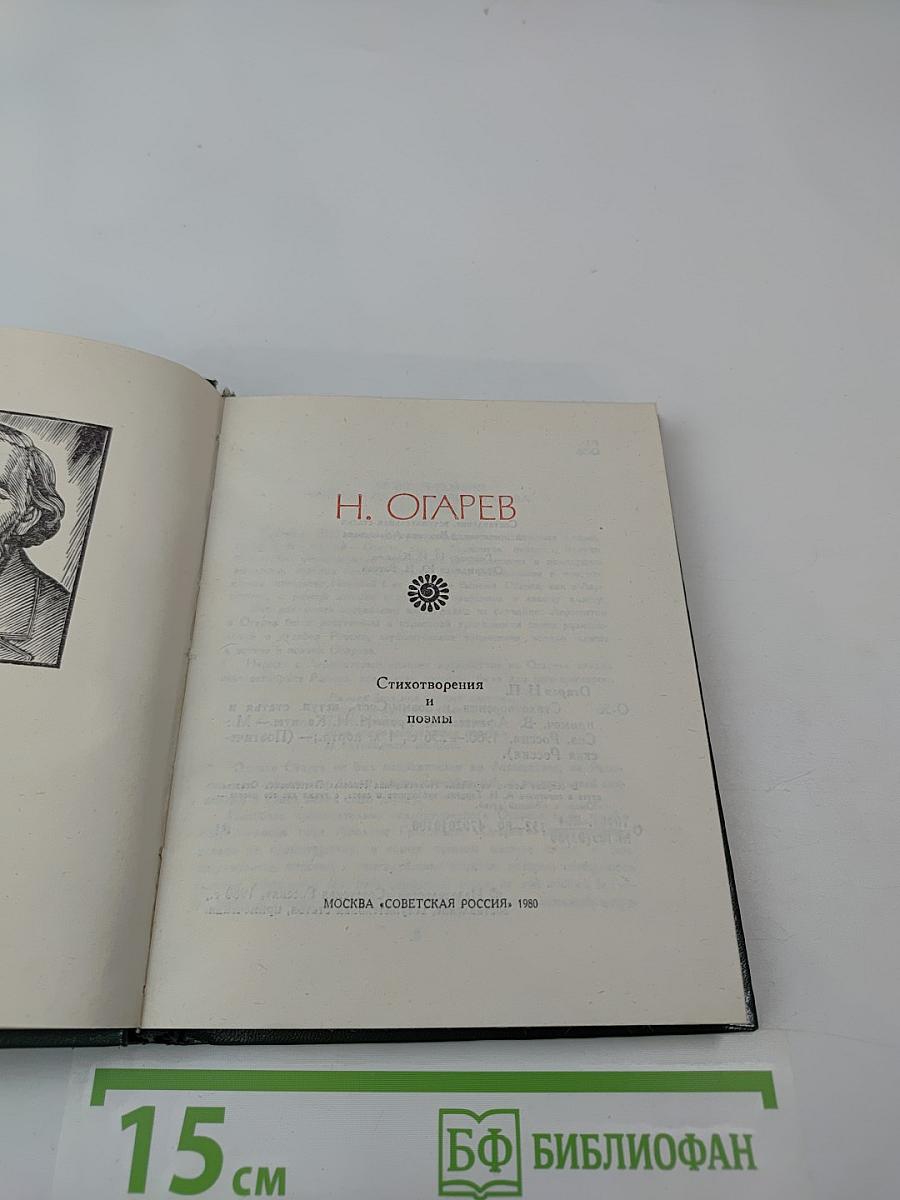 Н. ОГАРЕВ
Стихотворения
и
поэмы
МОСКВА «СОВЕТСКАЯ РОССИЯ» 1980
15 см
БФ БИБЛИОФАН